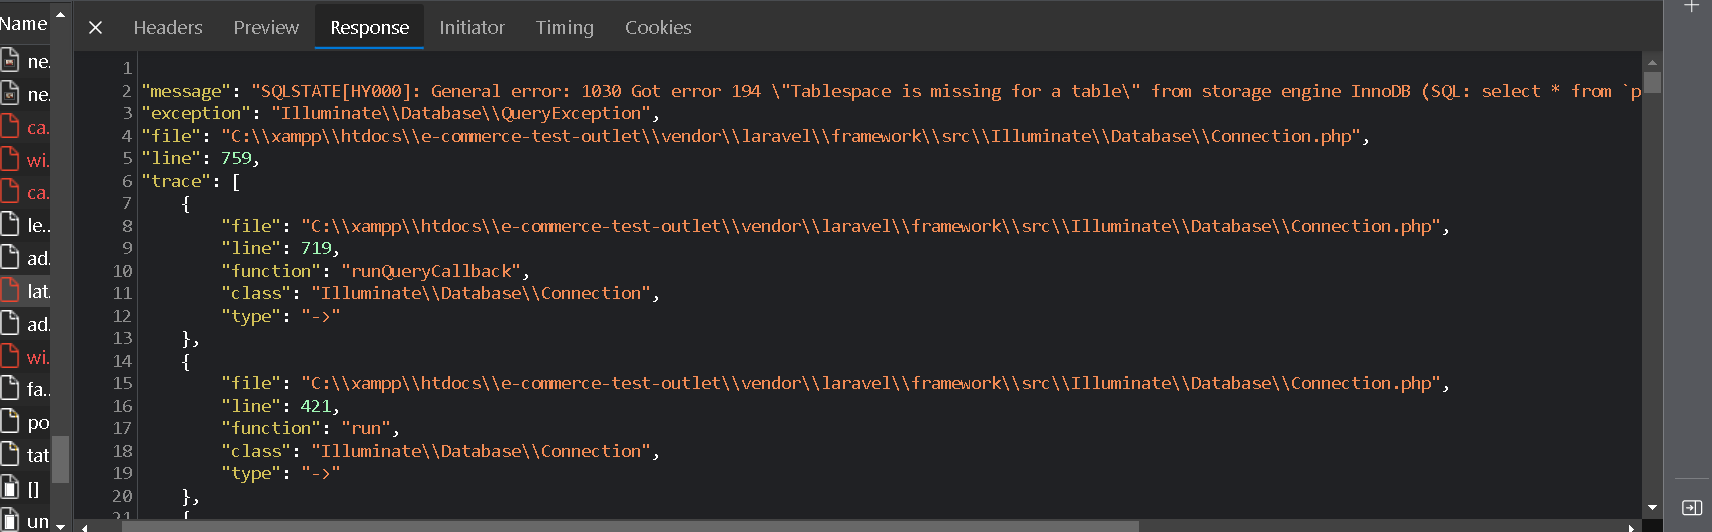 Name
Headers Preview Response Initiator Timing Cookies
ne.
ne.
ca.
wi.
ca.
le..
ad.
lat.
ad.
wi.
fa..
po
tat
[]
un
1
2 "message": "SQLSTATE[HY000]: General error: 1030 Got error 194 \"Tablespace is missing for a table\" from storage engine InnoDB (SQL: select * from `p
3 "exception": "Illuminate\\Database\\QueryException",
4 "file": "C:\\xampp\\htdocs\\e-commerce-test-outlet\\vendor\\laravel\\framework\\src\\Illuminate\\Database\\Connection.php",
5 "line": 759,
6 "trace": [
7 {
8 "file": "C:\\xampp\\htdocs\\e-commerce-test-outlet\\vendor\\laravel\\framework\\src\\Illuminate\\Database\\Connection.php",
9 "line": 719,
10 "function": "runQueryCallback",
11 "class": "Illuminate\\Database\\Connection",
12 "type": "->"
13 },
14 {
15 "file": "C:\\xampp\\htdocs\\e-commerce-test-outlet\\vendor\\laravel\\framework\\src\\Illuminate\\Database\\Connection.php",
16 "line": 421,
17 "function": "run",
18 "class": "Illuminate\\Database\\Connection",
19 "type": "->"
20 },
21 {